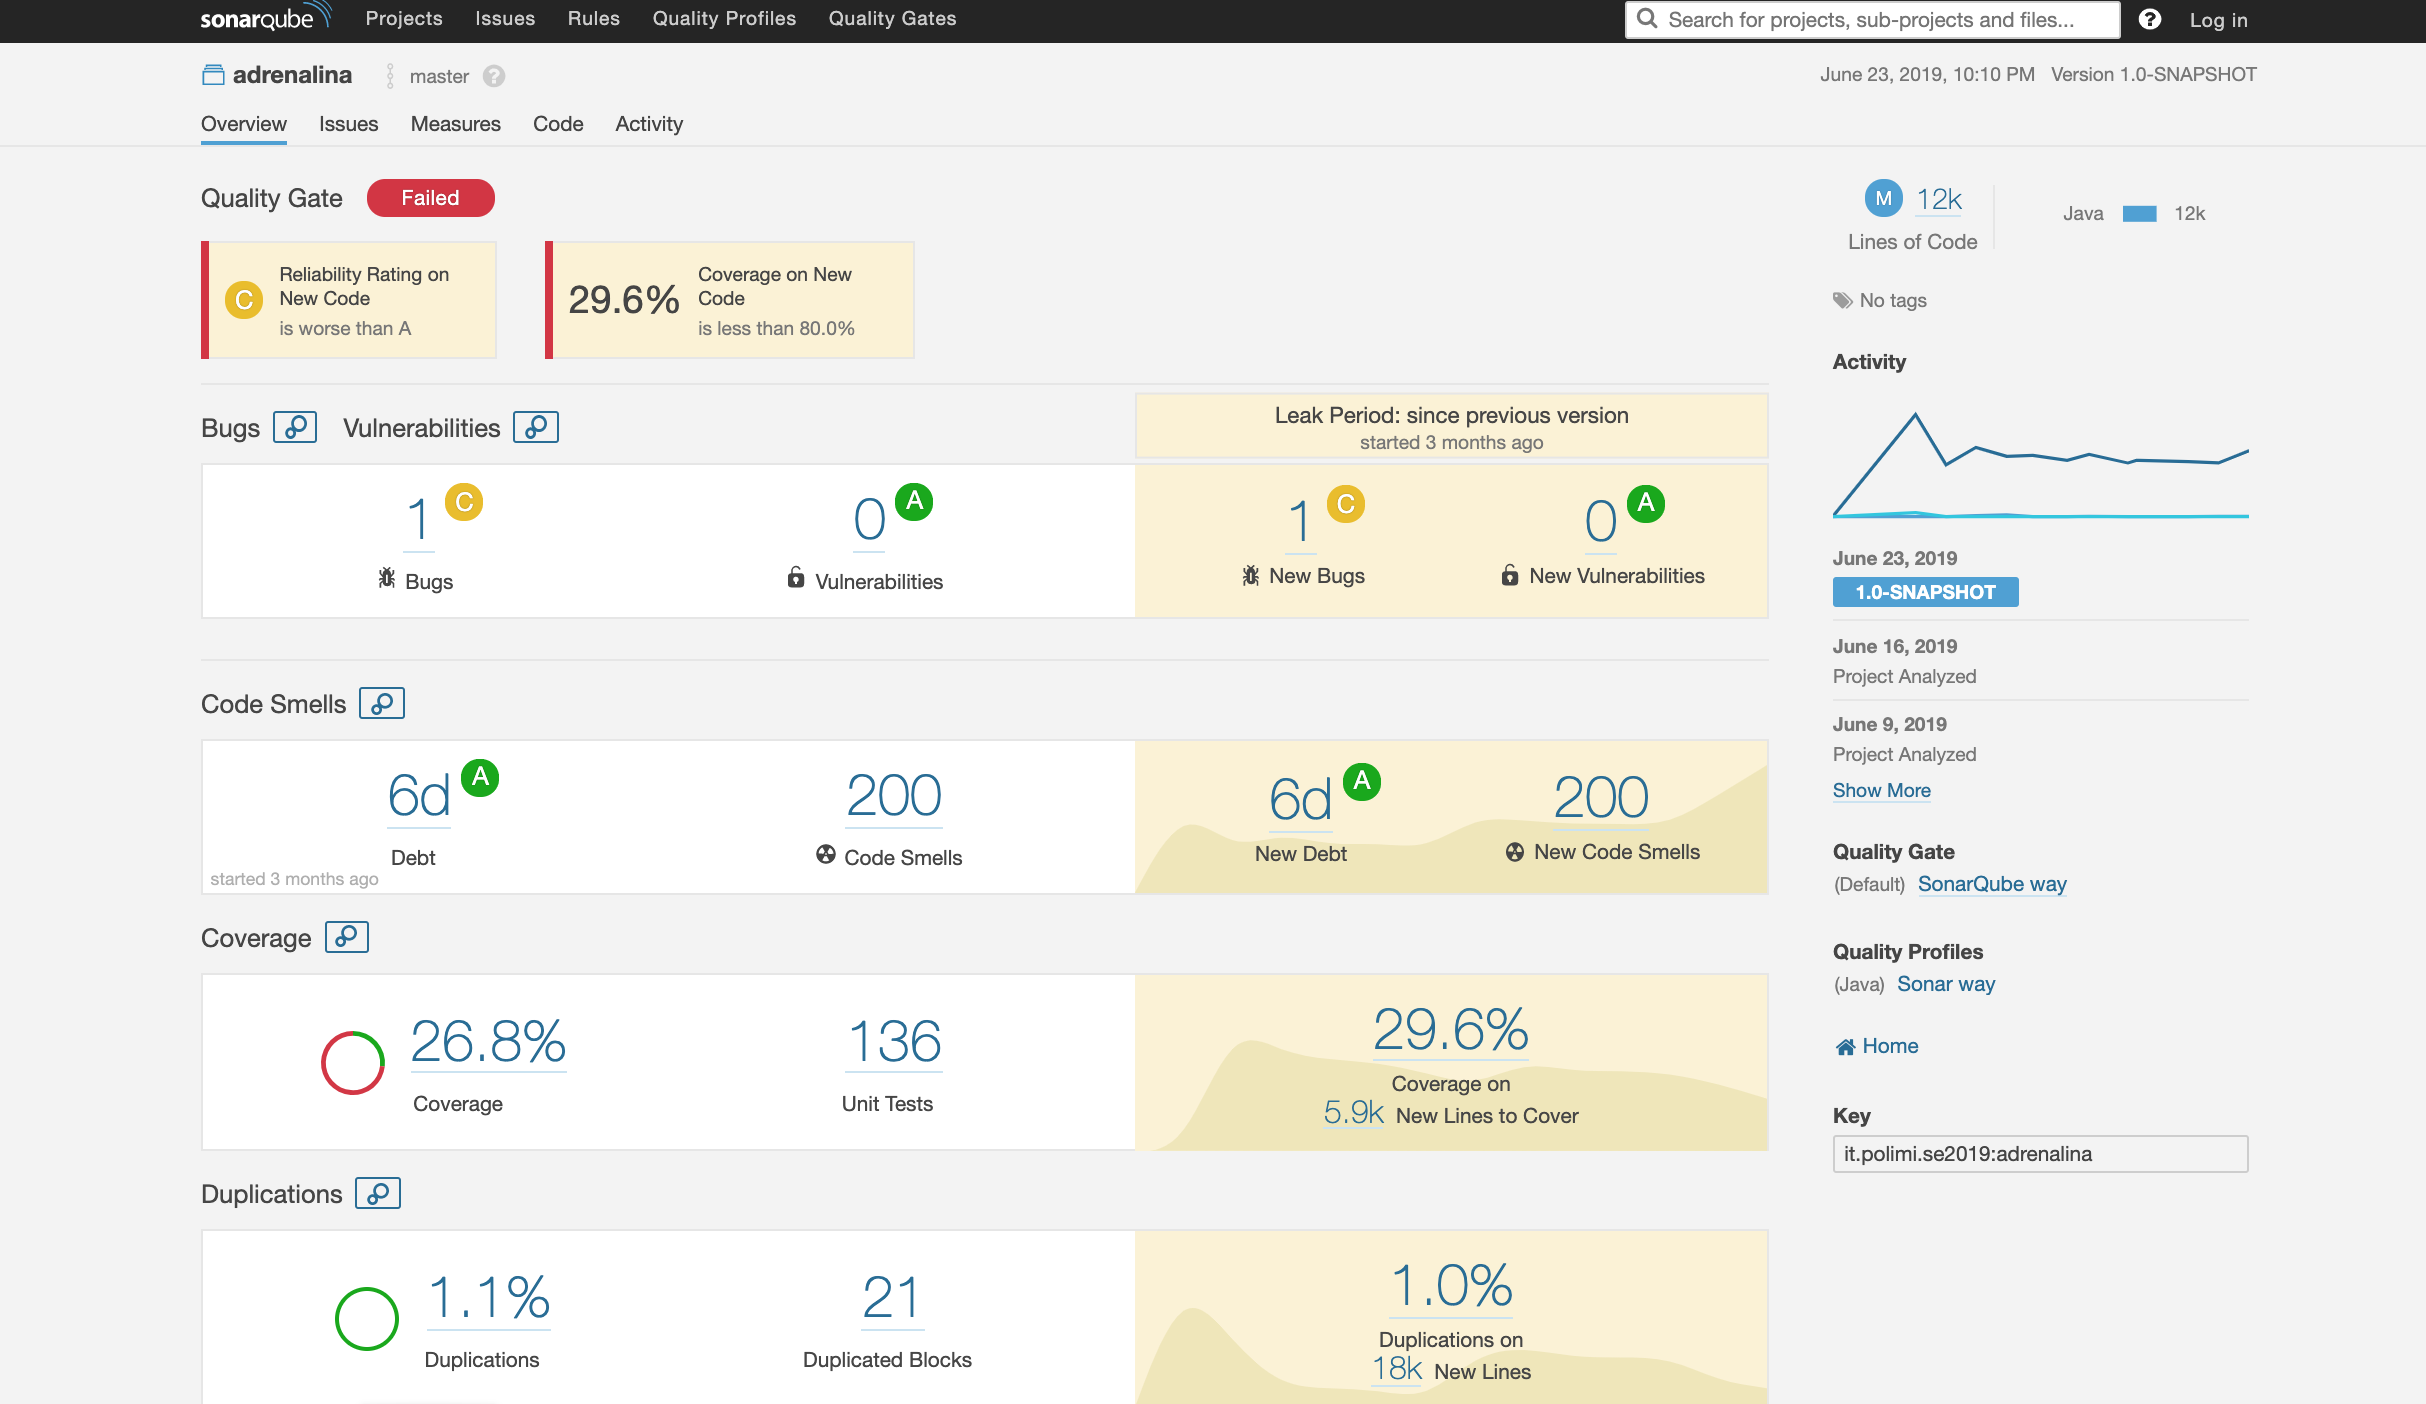 sonarqube Projects Issues Rules Quality Profiles Quality Gates Search for projects, sub-projects and files... ? Log in
adrenalina master ? June 23, 2019, 10:10 PM Version 1.0-SNAPSHOT
Overview Issues Measures Code Activity
Quality Gate Failed
C Reliability Rating on
New Code
is worse than A
29.6% Coverage on New
Code
is less than 80.0%
Bugs Vulnerabilities
Leak Period: since previous version
started 3 months ago
1 C
Bugs
0 A
Vulnerabilities
1 C
New Bugs
0 A
New Vulnerabilities
Code Smells
6d A
Debt
started 3 months ago
200
Code Smells
6d A
New Debt
200
New Code Smells
Coverage
26.8%
Coverage
136
Unit Tests
29.6%
Coverage on
5.9k New Lines to Cover
Duplications
1.1%
Duplications
21
Duplicated Blocks
1.0%
Duplications on
18k New Lines
M 12k
Lines of Code
Java 12k
No tags
Activity
June 23, 2019
1.0-SNAPSHOT
June 16, 2019
Project Analyzed
June 9, 2019
Project Analyzed
Show More
Quality Gate
(Default) SonarQube way
Quality Profiles
(Java) Sonar way
Home
Key
it.polimi.se2019:adrenalina